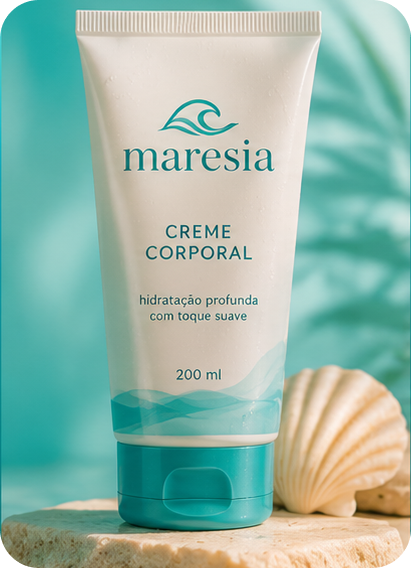 maresia
CREME
CORPORAL
hidratação profunda
com toque suave
200 ml